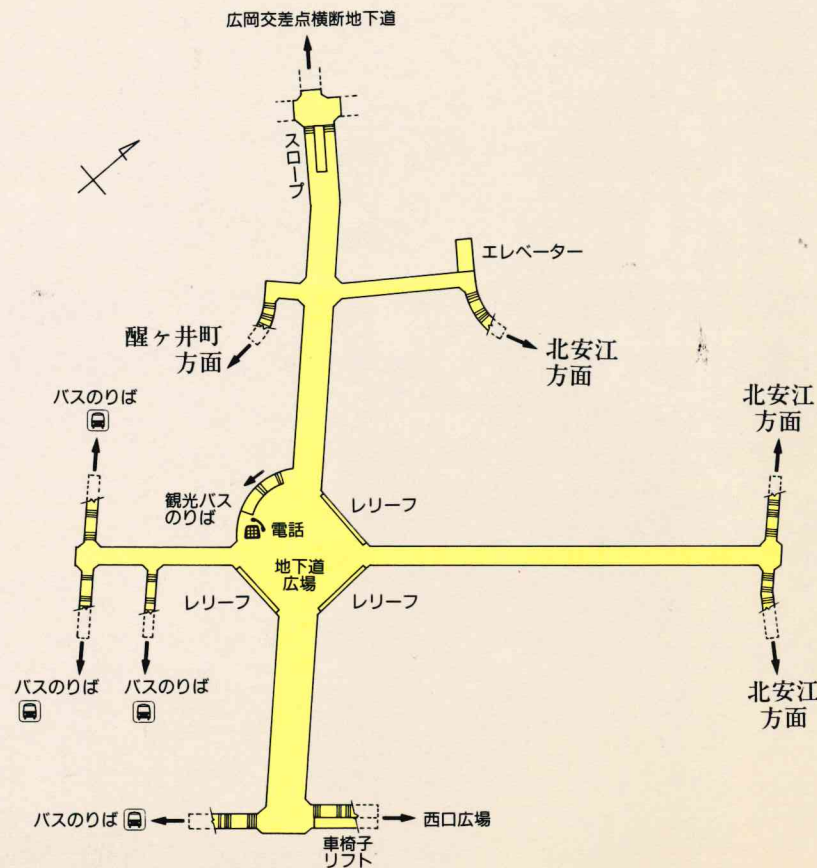 広岡交差点横断地下道
スロープ
エレベーター
醒ヶ井町
方面
北安江
方面
バスのりば
北安江
方面
観光バス
のりば
レリーフ
電話
地下道
広場
レリーフ
レリーフ
バスのりば
バスのりば
北安江
方面
バスのりば
西口広場
車椅子
リフト